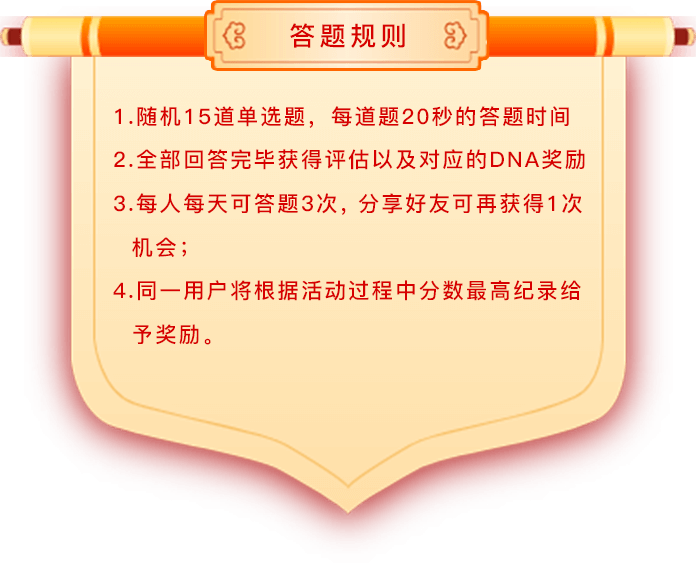 答题规则
1.随机15道单选题，每道题20秒的答题时间
2.全部回答完毕获得评估以及对应的DNA奖励
3.每人每天可答题3次, 分享好友可再获得1次
机会；
4.同一用户将根据活动过程中分数最高纪录给
予奖励。